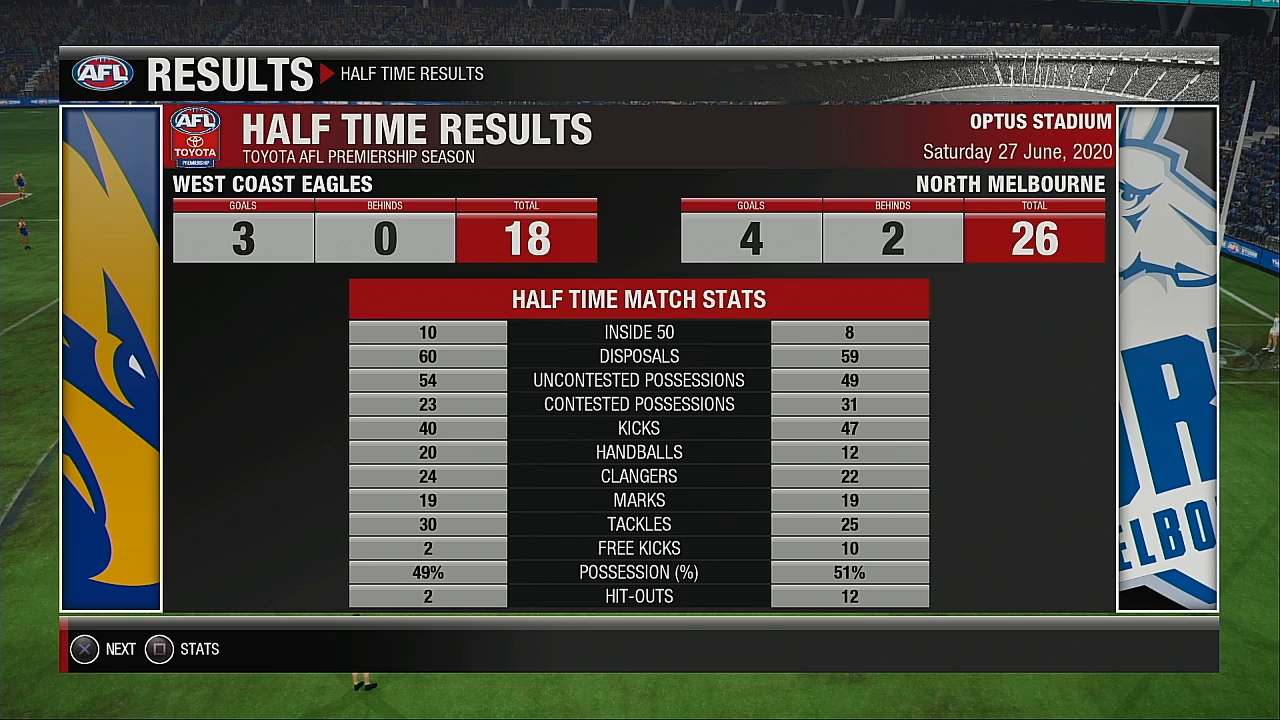 AFL RESULTS HALF TIME RESULTS
AFL
TOYOTA
PREMIERSHIP
HALF TIME RESULTS
TOYOTA AFL PREMIERSHIP SEASON
OPTUS STADIUM
Saturday 27 June, 2020
WEST COAST EAGLES NORTH MELBOURNE
GOALS BEHINDS TOTAL GOALS BEHINDS TOTAL
3 0 18 4 2 26
HALF TIME MATCH STATS
10 INSIDE 50 8
60 DISPOSALS 59
54 UNCONTESTED POSSESSIONS 49
23 CONTESTED POSSESSIONS 31
40 KICKS 47
20 HANDBALLS 12
24 CLANGERS 22
19 MARKS 19
30 TACKLES 25
2 FREE KICKS 10
49% POSSESSION (%) 51%
2 HIT-OUTS 12
ORT
ELBO
NEXT STATS